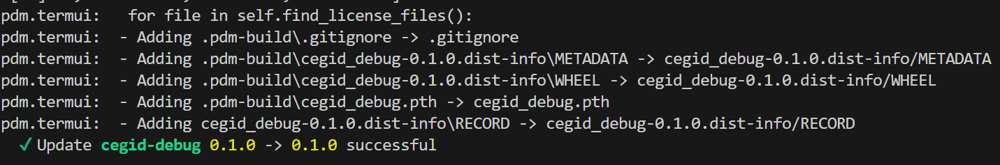 pdm.termui:   for file in self.find_license_files():
pdm.termui:  - Adding .pdm-build\.gitignore -> .gitignore
pdm.termui:  - Adding .pdm-build\cegid_debug-0.1.0.dist-info\METADATA -> cegid_debug-0.1.0.dist-info/METADATA
pdm.termui:  - Adding .pdm-build\cegid_debug-0.1.0.dist-info\WHEEL -> cegid_debug-0.1.0.dist-info/WHEEL
pdm.termui:  - Adding .pdm-build\cegid_debug.pth -> cegid_debug.pth
pdm.termui:  - Adding cegid_debug-0.1.0.dist-info\RECORD -> cegid_debug-0.1.0.dist-info/RECORD
  ✓ Update cegid-debug 0.1.0 -> 0.1.0 successful